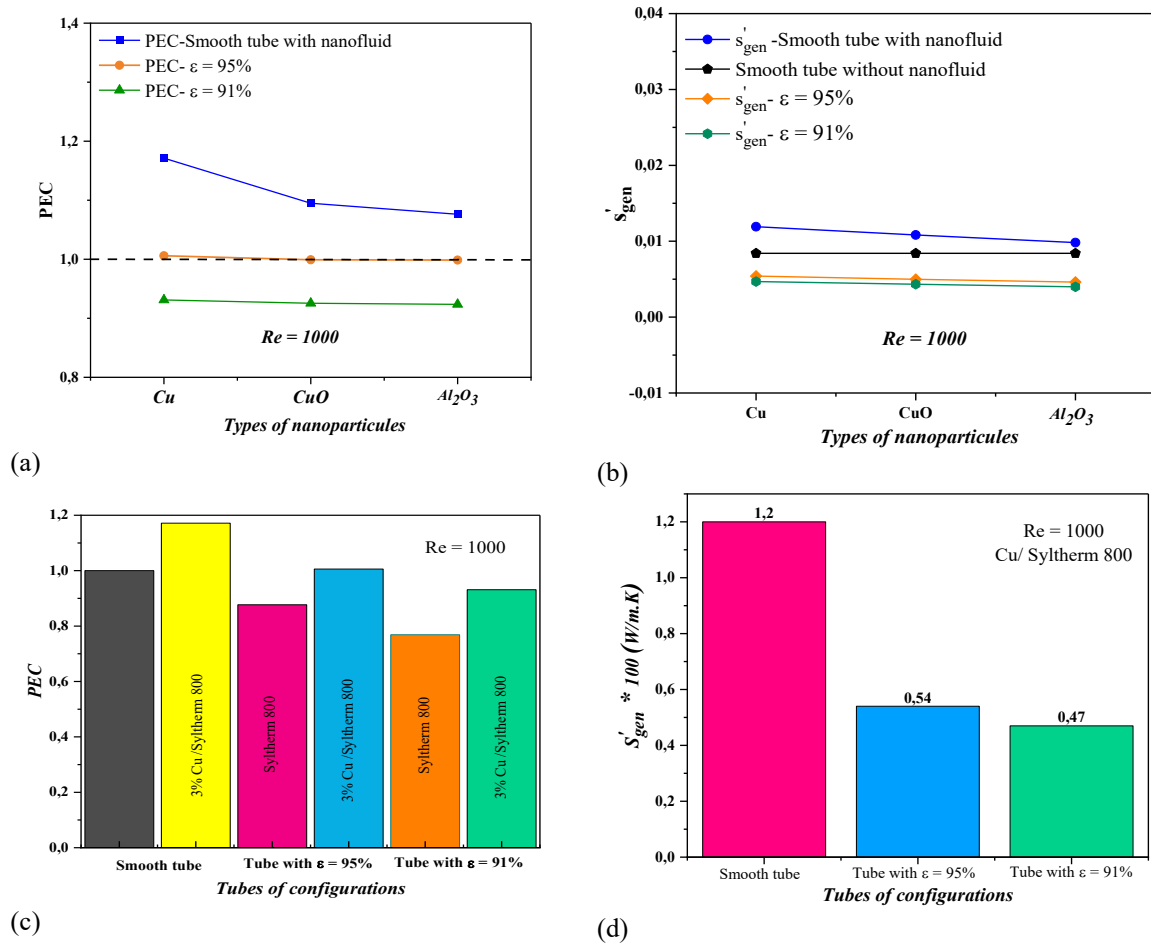 1,4
PEC-Smooth tube with nanofluid
PEC- ε = 95%
PEC- ε = 91%
1,2
PEC
1,0
Re = 1000
0,8
Cu
CuO
Al₂O₃
Types of nanoparticules
(a)
0,04
s'gen -Smooth tube with nanofluid
Smooth tube without nanofluid
s'gen- ε = 95%
s'gen- ε = 91%
0,03
0,02
s'gen
0,01
0,00
Re = 1000
-0,01
Cu
CuO
Al₂O₃
Types of nanoparticules
(b)
1,2
Re = 1000
1,0
0,8
PEC
0,6
0,4
0,2
0,0
3% Cu /Syltherm 800
Syltherm 800
3% Cu /Syltherm 800
Syltherm 800
3% Cu /Syltherm 800
Smooth tube
Tube with ε = 95%
Tube with ε = 91%
Tubes of configurations
(c)
1,2
1,2
Re = 1000
Cu/ Syltherm 800
1,0
0,8
S'gen * 100 (W/m.K)
0,6
0,54
0,47
0,4
0,2
0,0
Smooth tube
Tube with ε = 95%
Tube with ε = 91%
Tubes of configurations
(d)